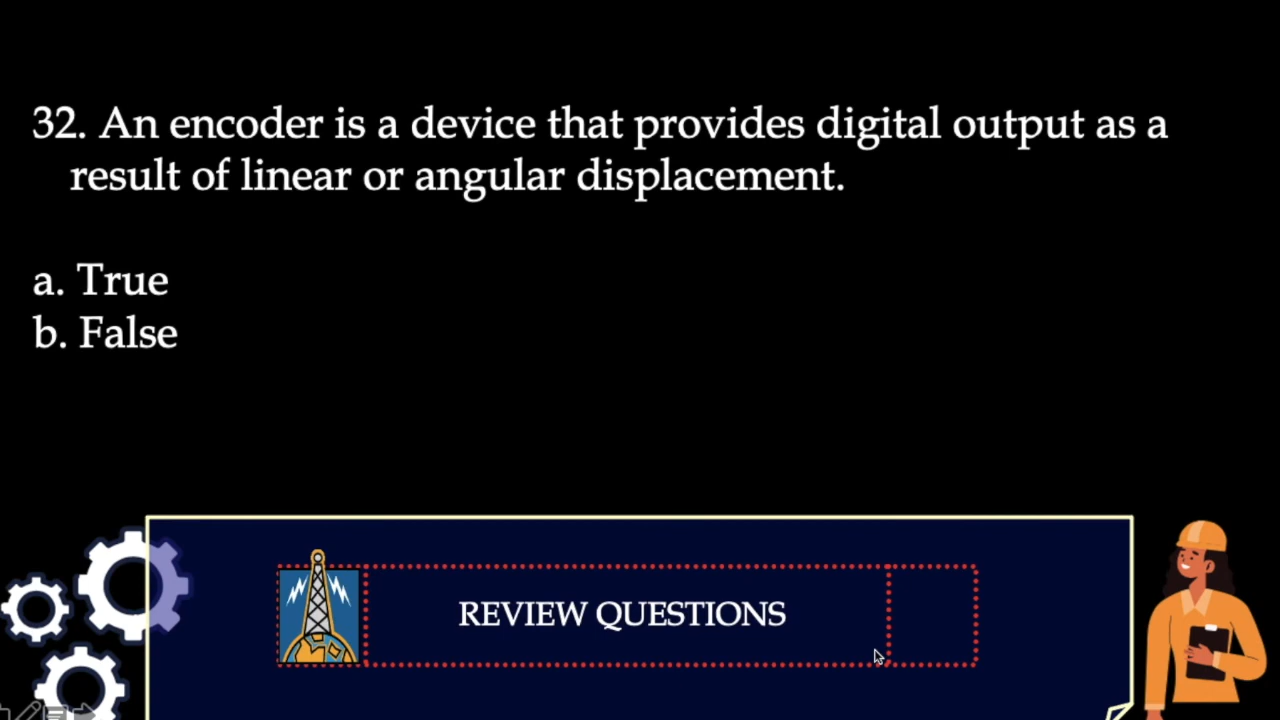 32. An encoder is a device that provides digital output as a
result of linear or angular displacement.
a. True
b. False
REVIEW QUESTIONS